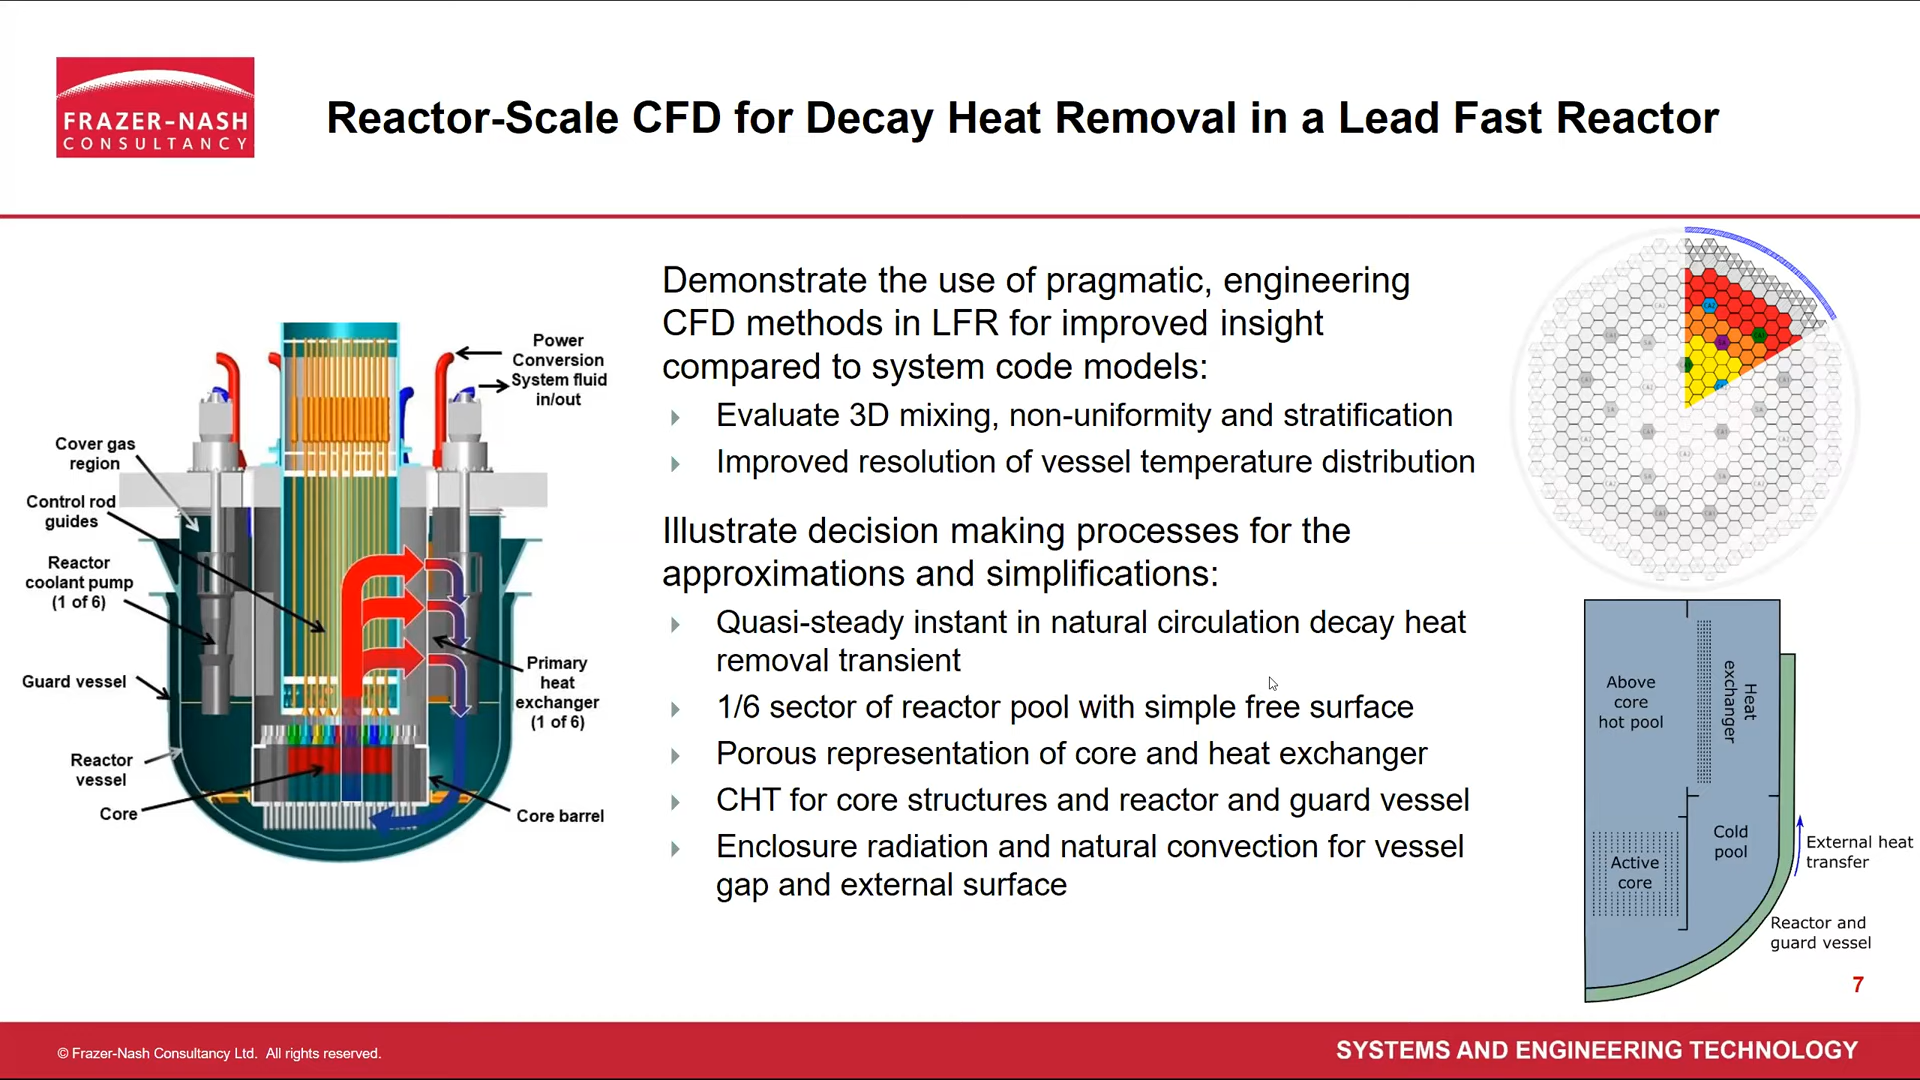 FRAZER-NASH
CONSULTANCY
Reactor-Scale CFD for Decay Heat Removal in a Lead Fast Reactor
Power
Conversion
System fluid
in/out
Cover gas
region
Control rod
guides
Reactor
coolant pump
(1 of 6)
Guard vessel
Primary
heat
exchanger
(1 of 6)
Reactor
vessel
Core
Core barrel
Demonstrate the use of pragmatic, engineering
CFD methods in LFR for improved insight
compared to system code models:
Evaluate 3D mixing, non-uniformity and stratification
Improved resolution of vessel temperature distribution
Illustrate decision making processes for the
approximations and simplifications:
Quasi-steady instant in natural circulation decay heat
removal transient
1/6 sector of reactor pool with simple free surface
Porous representation of core and heat exchanger
CHT for core structures and reactor and guard vessel
Enclosure radiation and natural convection for vessel
gap and external surface
Above
core
hot pool
Heat
exchanger
Cold
pool
Active
core
External heat
transfer
Reactor and
guard vessel
7
© Frazer-Nash Consultancy Ltd. All rights reserved.
SYSTEMS AND ENGINEERING TECHNOLOGY